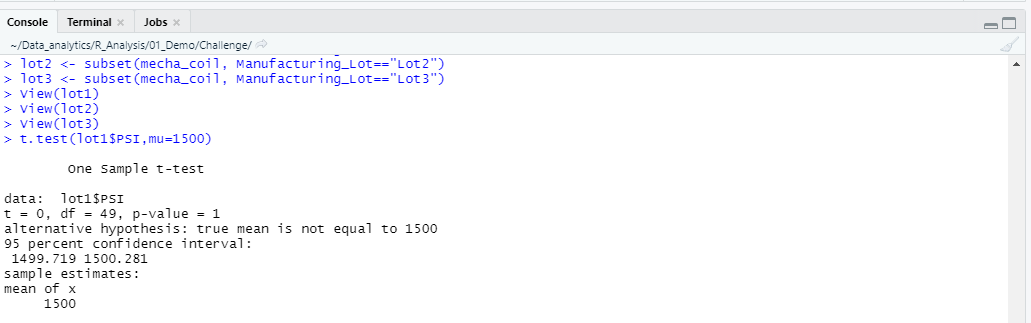 Console Terminal × Jobs ×
~/Data_analytics/R_Analysis/01_Demo/Challenge/
> lot2 <- subset(mecha_coil, Manufacturing_Lot=="Lot2")
> lot3 <- subset(mecha_coil, Manufacturing_Lot=="Lot3")
> View(lot1)
> View(lot2)
> View(lot3)
> t.test(lot1$PSI,mu=1500)
One Sample t-test
data:  lot1$PSI
t = 0, df = 49, p-value = 1
alternative hypothesis: true mean is not equal to 1500
95 percent confidence interval:
1499.719 1500.281
sample estimates:
mean of x
1500